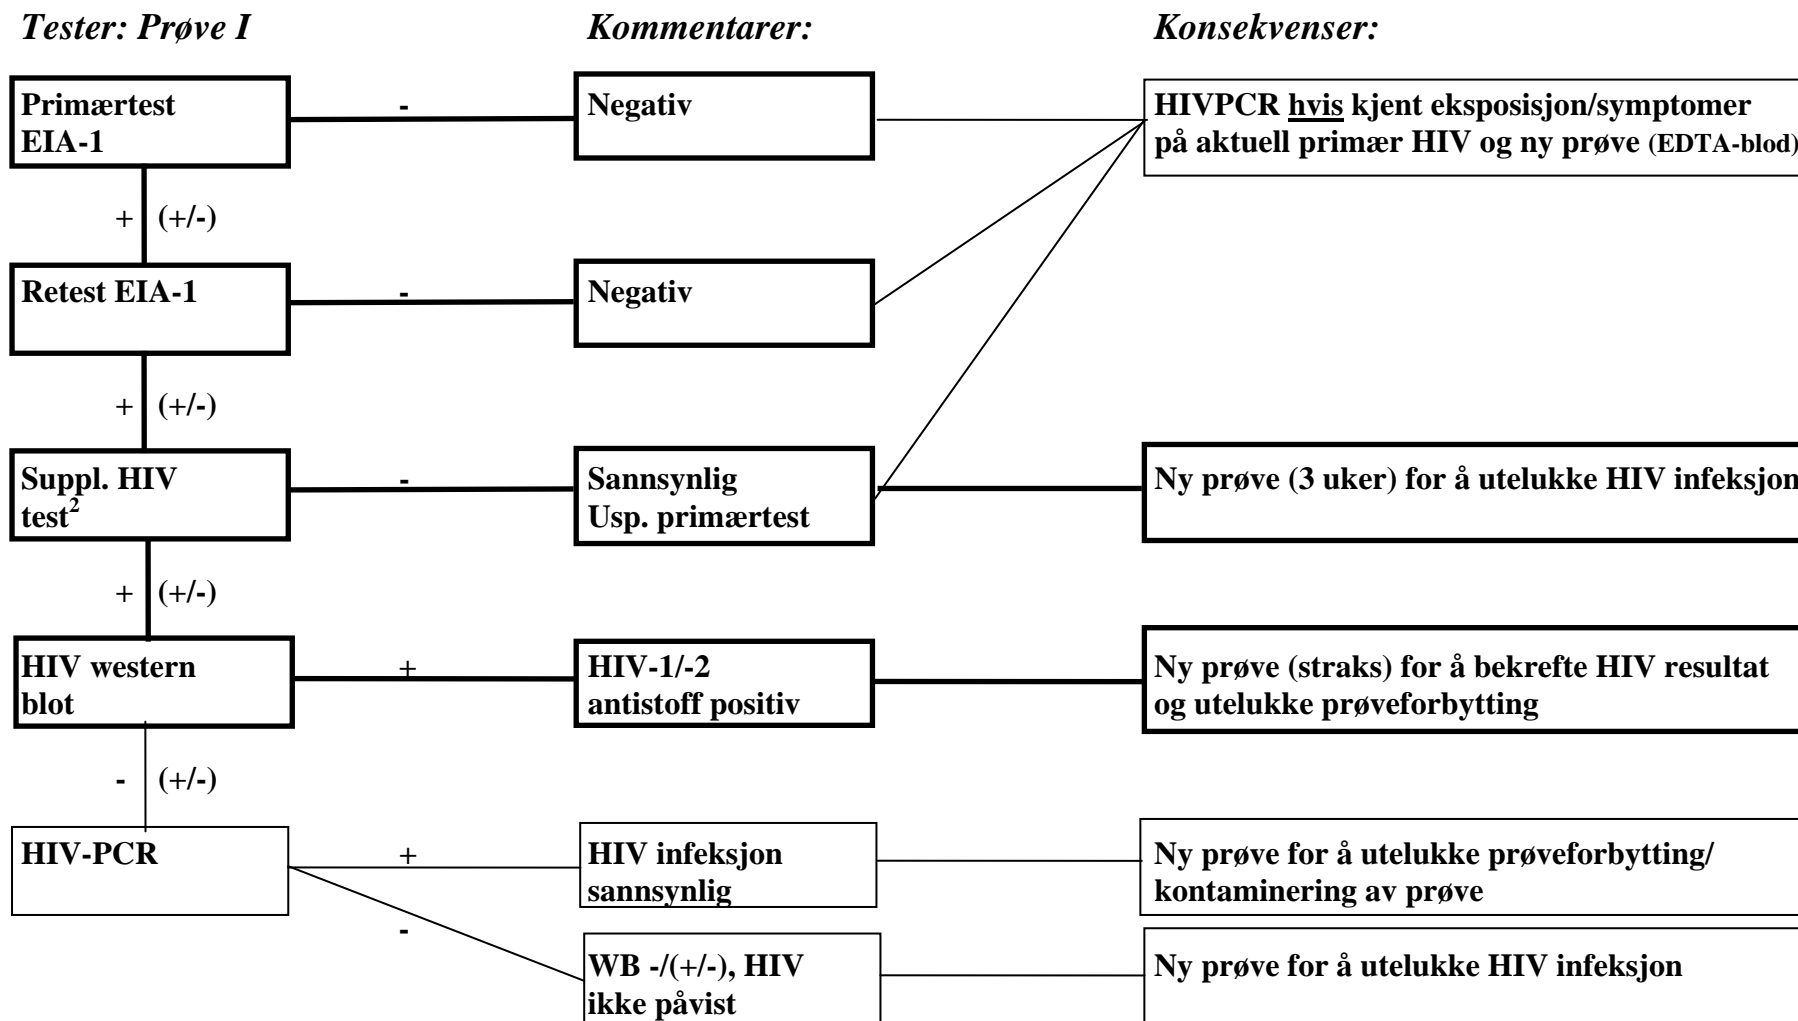 Tester: Prøve I
Kommentarer:
Konsekvenser:
Primærtest
EIA-1
-
Negativ
HIVPCR hvis kjent eksposisjon/symptomer
på aktuell primær HIV og ny prøve (EDTA-blod)
+ (+/-)
Retest EIA-1
-
Negativ
+ (+/-)
Suppl. HIV
test²
-
Sannsynlig
Usp. primærtest
Ny prøve (3 uker) for å utelukke HIV infeksjon
+ (+/-)
HIV western
blot
+
HIV-1/-2
antistoff positiv
Ny prøve (straks) for å bekrefte HIV resultat
og utelukke prøveforbytting
- (+/-)
HIV-PCR
+
HIV infeksjon
sannsynlig
Ny prøve for å utelukke prøveforbytting/
kontaminering av prøve
-
WB -/(+/-), HIV
ikke påvist
Ny prøve for å utelukke HIV infeksjon